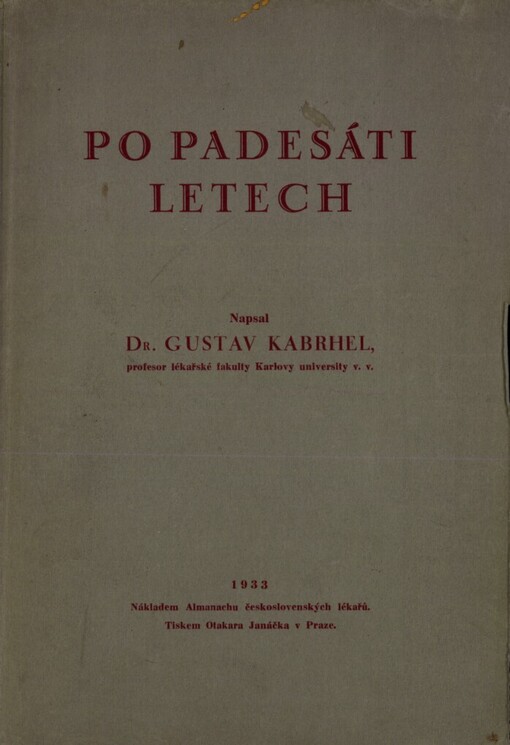 PO PADESÁTI
LETECH
Napsal
DR. GUSTAV KABRHEL,
profesor lékařské fakulty Karlovy university v. v.
1933
Nákladem Almanachu československých lékařů.
Tiskem Otakara Janáčka v Praze.